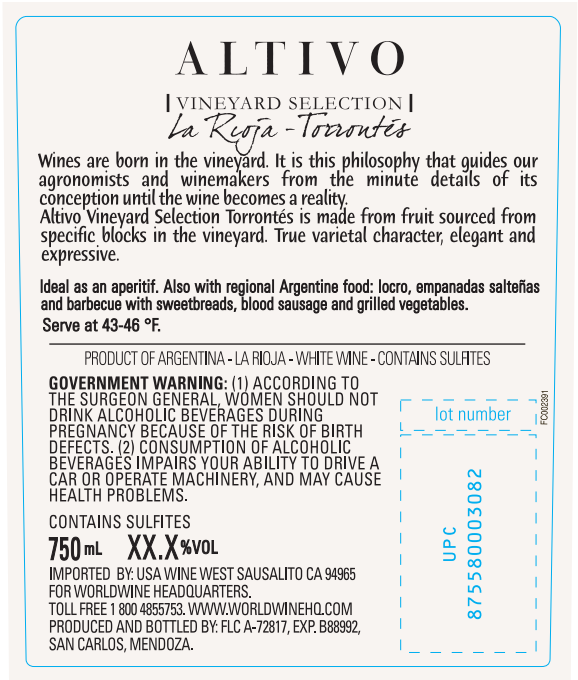 ALTIVO
| VINEYARD SELECTION |
La Rioja - Torrontés
Wines are born in the vineyard. It is this philosophy that guides our
agronomists and winemakers from the minute details of its
conception until the wine becomes a reality.
Altivo Vineyard Selection Torrontés is made from fruit sourced from
specific blocks in the vineyard. True varietal character, elegant and
expressive.
Ideal as an aperitif. Also with regional Argentine food: locro, empanadas salteñas
and barbecue with sweetbreads, blood sausage and grilled vegetables.
Serve at 43-46 °F.
PRODUCT OF ARGENTINA - LA RIOJA - WHITE WINE - CONTAINS SULFITES
GOVERNMENT WARNING: (1) ACCORDING TO
THE SURGEON GENERAL, WOMEN SHOULD NOT
DRINK ALCOHOLIC BEVERAGES DURING
PREGNANCY BECAUSE OF THE RISK OF BIRTH
DEFECTS. (2) CONSUMPTION OF ALCOHOLIC
BEVERAGES IMPAIRS YOUR ABILITY TO DRIVE A
CAR OR OPERATE MACHINERY, AND MAY CAUSE
HEALTH PROBLEMS.
CONTAINS SULFITES
750 mL XX.X %VOL
IMPORTED BY: USA WINE WEST SAUSALITO CA 94965
FOR WORLDWINE HEADQUARTERS.
TOLL FREE 1 800 4855753. WWW.WORLDWINEHQ.COM
PRODUCED AND BOTTLED BY: FLC A-72817, EXP. B88992,
SAN CARLOS, MENDOZA.
lot number
FC002391
UPC
875580003082